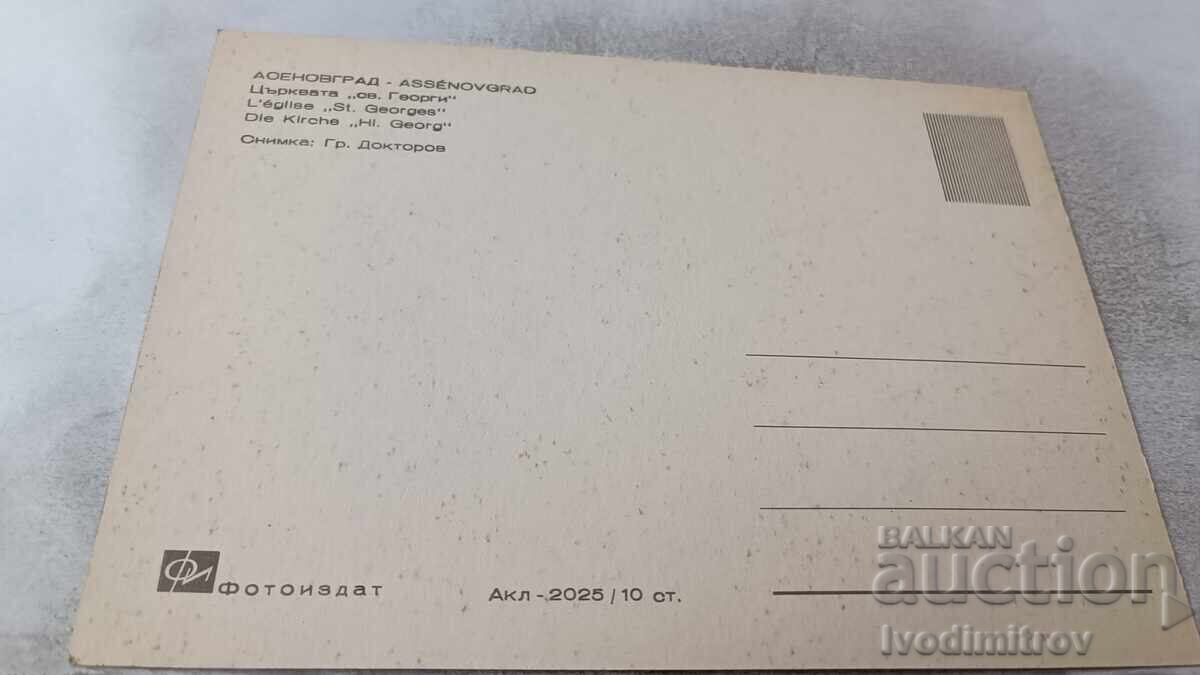 АСЕНОВГРАД - ASSÉNOVGRAD
Църквата „св. Георги"
L'église „St. Georges"
Die Kirche „Hl. Georg"
Снимка: Гр. Докторов
ФИ Фотоиздат
Акл - 2025 / 10 ст.
BALKAN
auction
Ivodimitrov